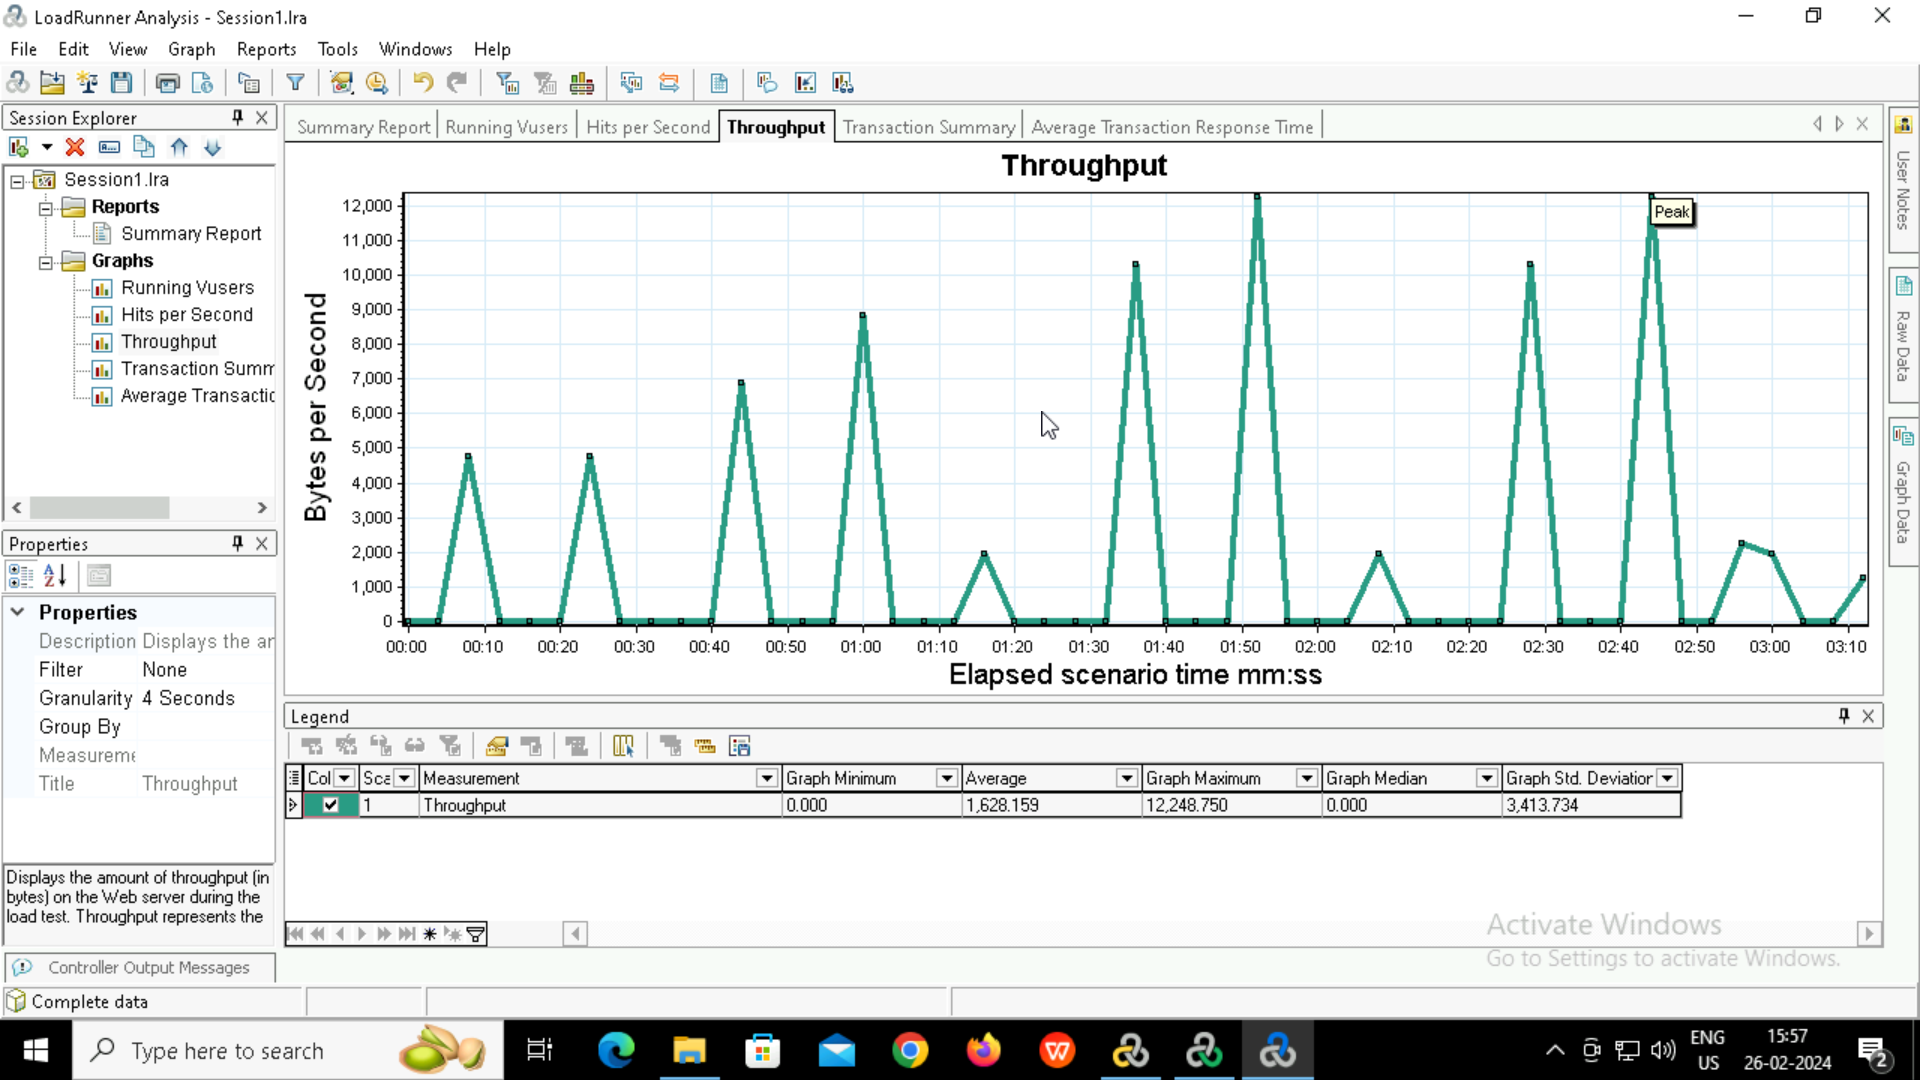 LoadRunner Analysis - Session1.lra
File Edit View Graph Reports Tools Windows Help
Session Explorer
Session1.lra
Reports
Summary Report
Graphs
Running Vusers
Hits per Second
Throughput
Transaction Summ
Average Transactic
Properties
Properties
Description Displays the ar
Filter None
Granularity 4 Seconds
Group By
Measureme
Title Throughput
Displays the amount of throughput (in
bytes) on the Web server during the
load test. Throughput represents the
Controller Output Messages
Complete data
Summary Report Running Vusers Hits per Second Throughput Transaction Summary Average Transaction Response Time
Throughput
Bytes per Second
12,000
11,000
10,000
9,000
8,000
7,000
6,000
5,000
4,000
3,000
2,000
1,000
0
Peak
00:00 00:10 00:20 00:30 00:40 00:50 01:00 01:10 01:20 01:30 01:40 01:50 02:00 02:10 02:20 02:30 02:40 02:50 03:00 03:10
Elapsed scenario time mm:ss
Legend
Col Sca Measurement Graph Minimum Average Graph Maximum Graph Median Graph Std. Deviation
1 Throughput 0.000 1,628.159 12,248.750 0.000 3,413.734
User Notes
Raw Data
Graph Data
Activate Windows
Go to Settings to activate Windows.
Type here to search
ENG
US
15:57
26-02-2024
2